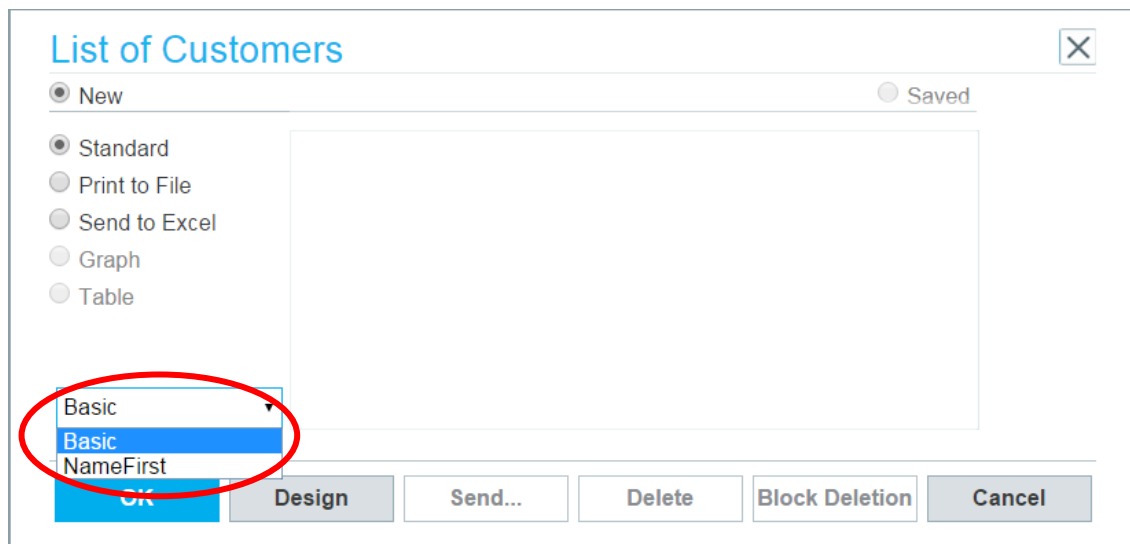 List of Customers
New Saved
Standard
Print to File
Send to Excel
Graph
Table
Basic
Basic
NameFirst
OK Design Send... Delete Block Deletion Cancel